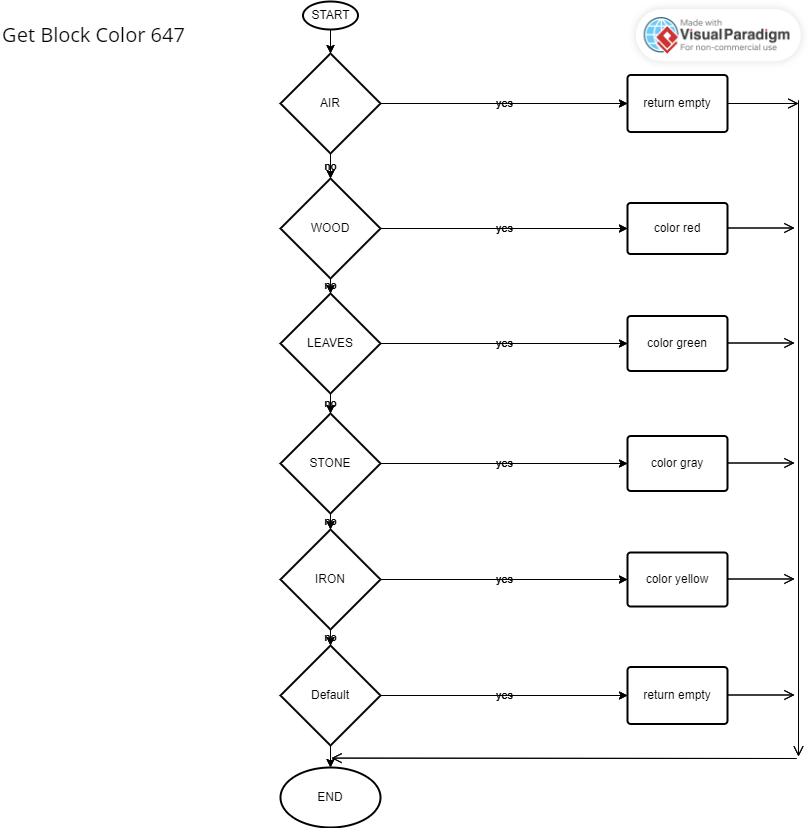 START
Get Block Color 647
Made with
VisualParadigm
For non-commercial use
AIR
yes
return empty
no
WOOD
yes
color red
no
LEAVES
yes
color green
no
STONE
yes
color gray
no
IRON
yes
color yellow
no
Default
yes
return empty
END